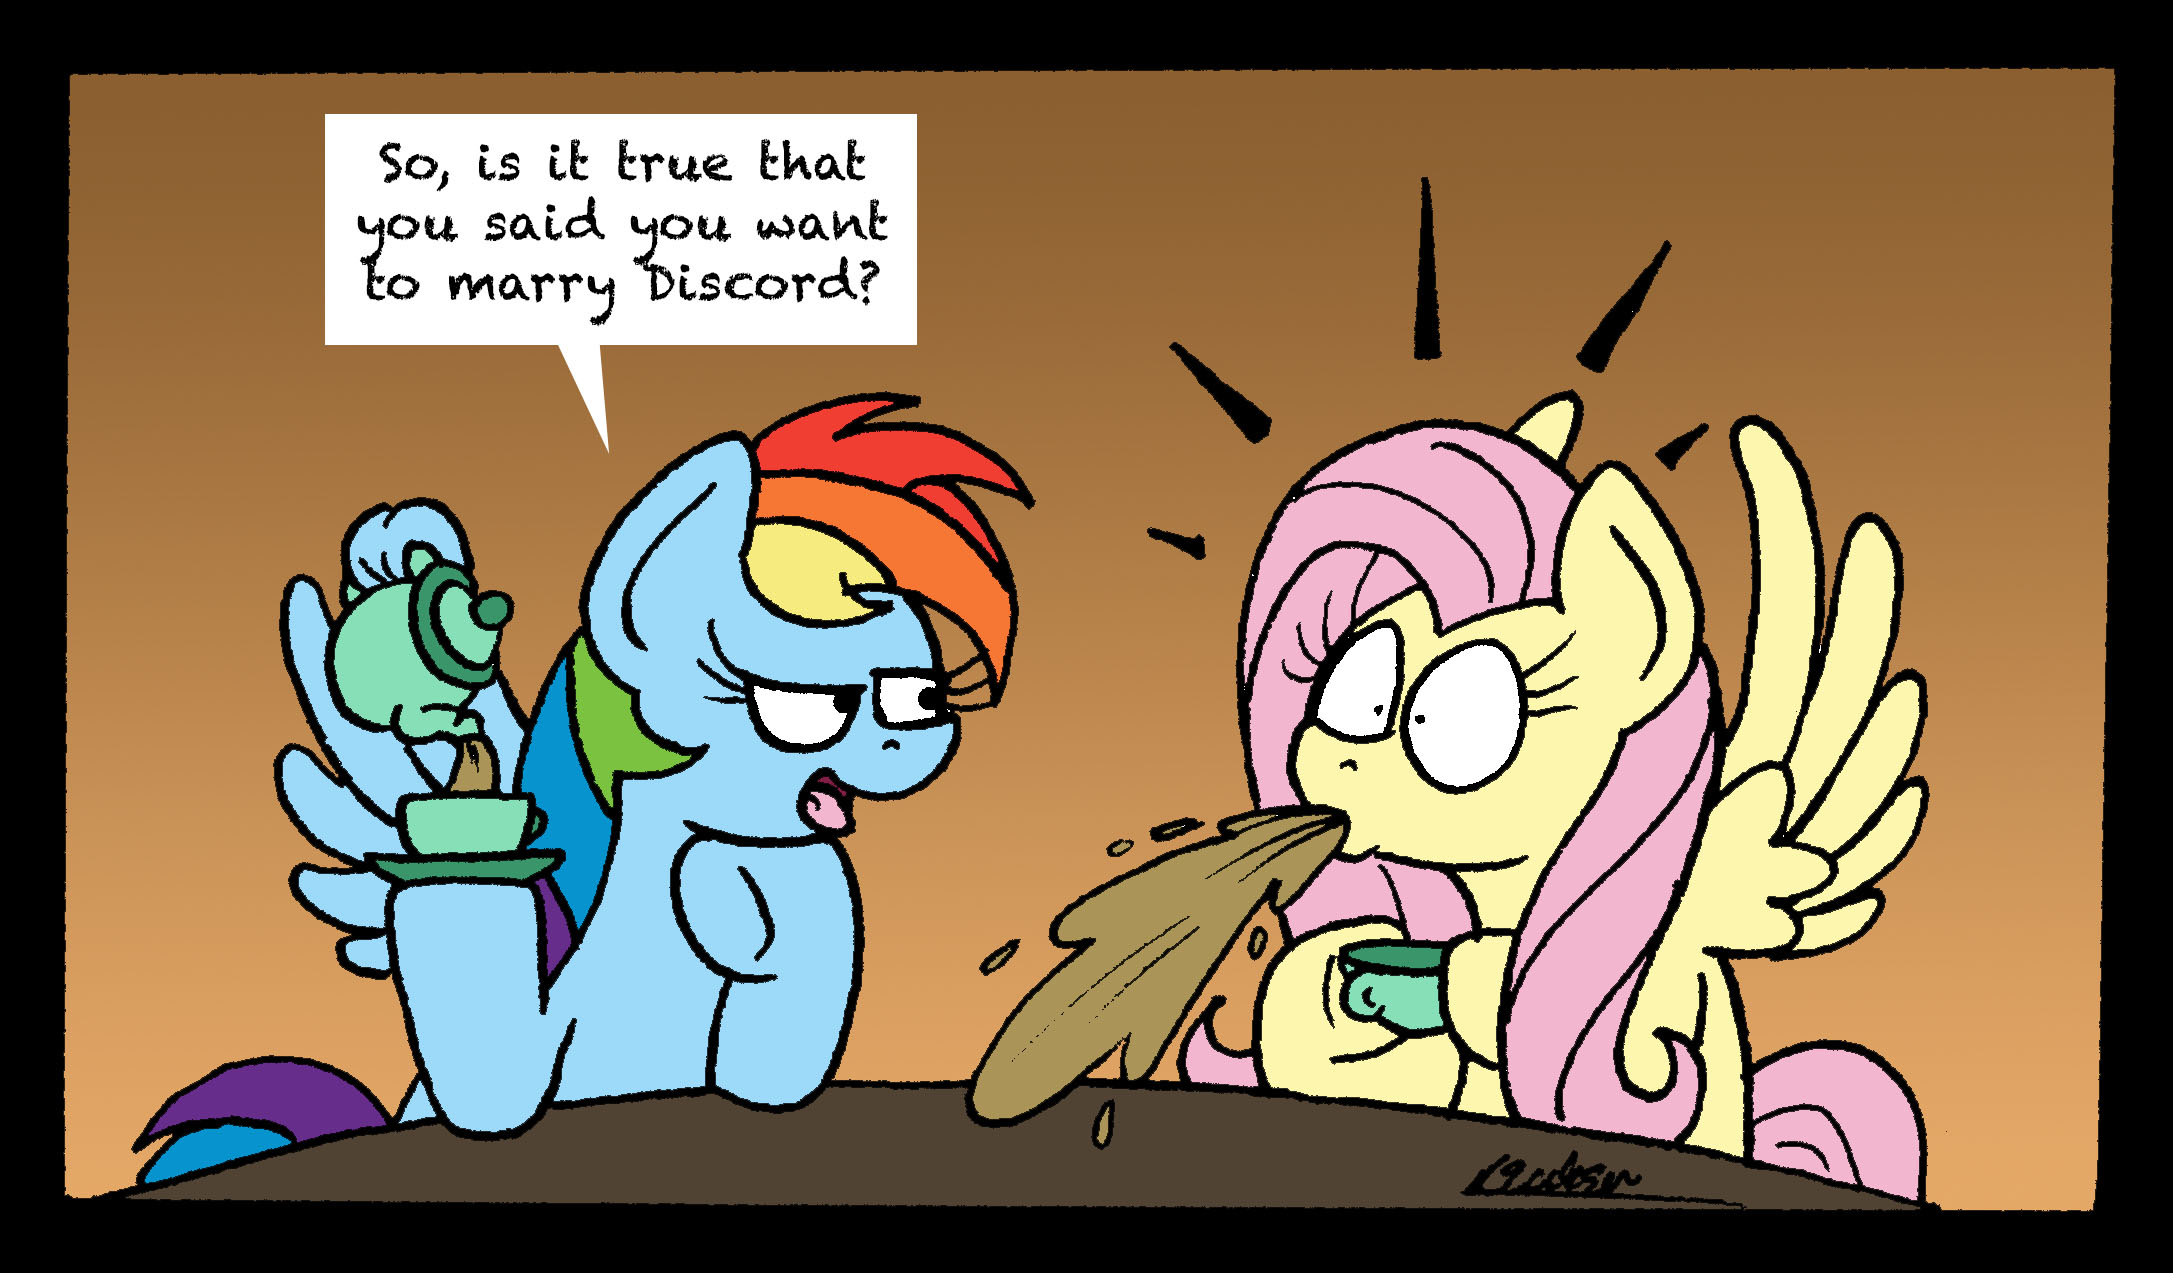 So, is it true that
you said you want
to marry Discord?